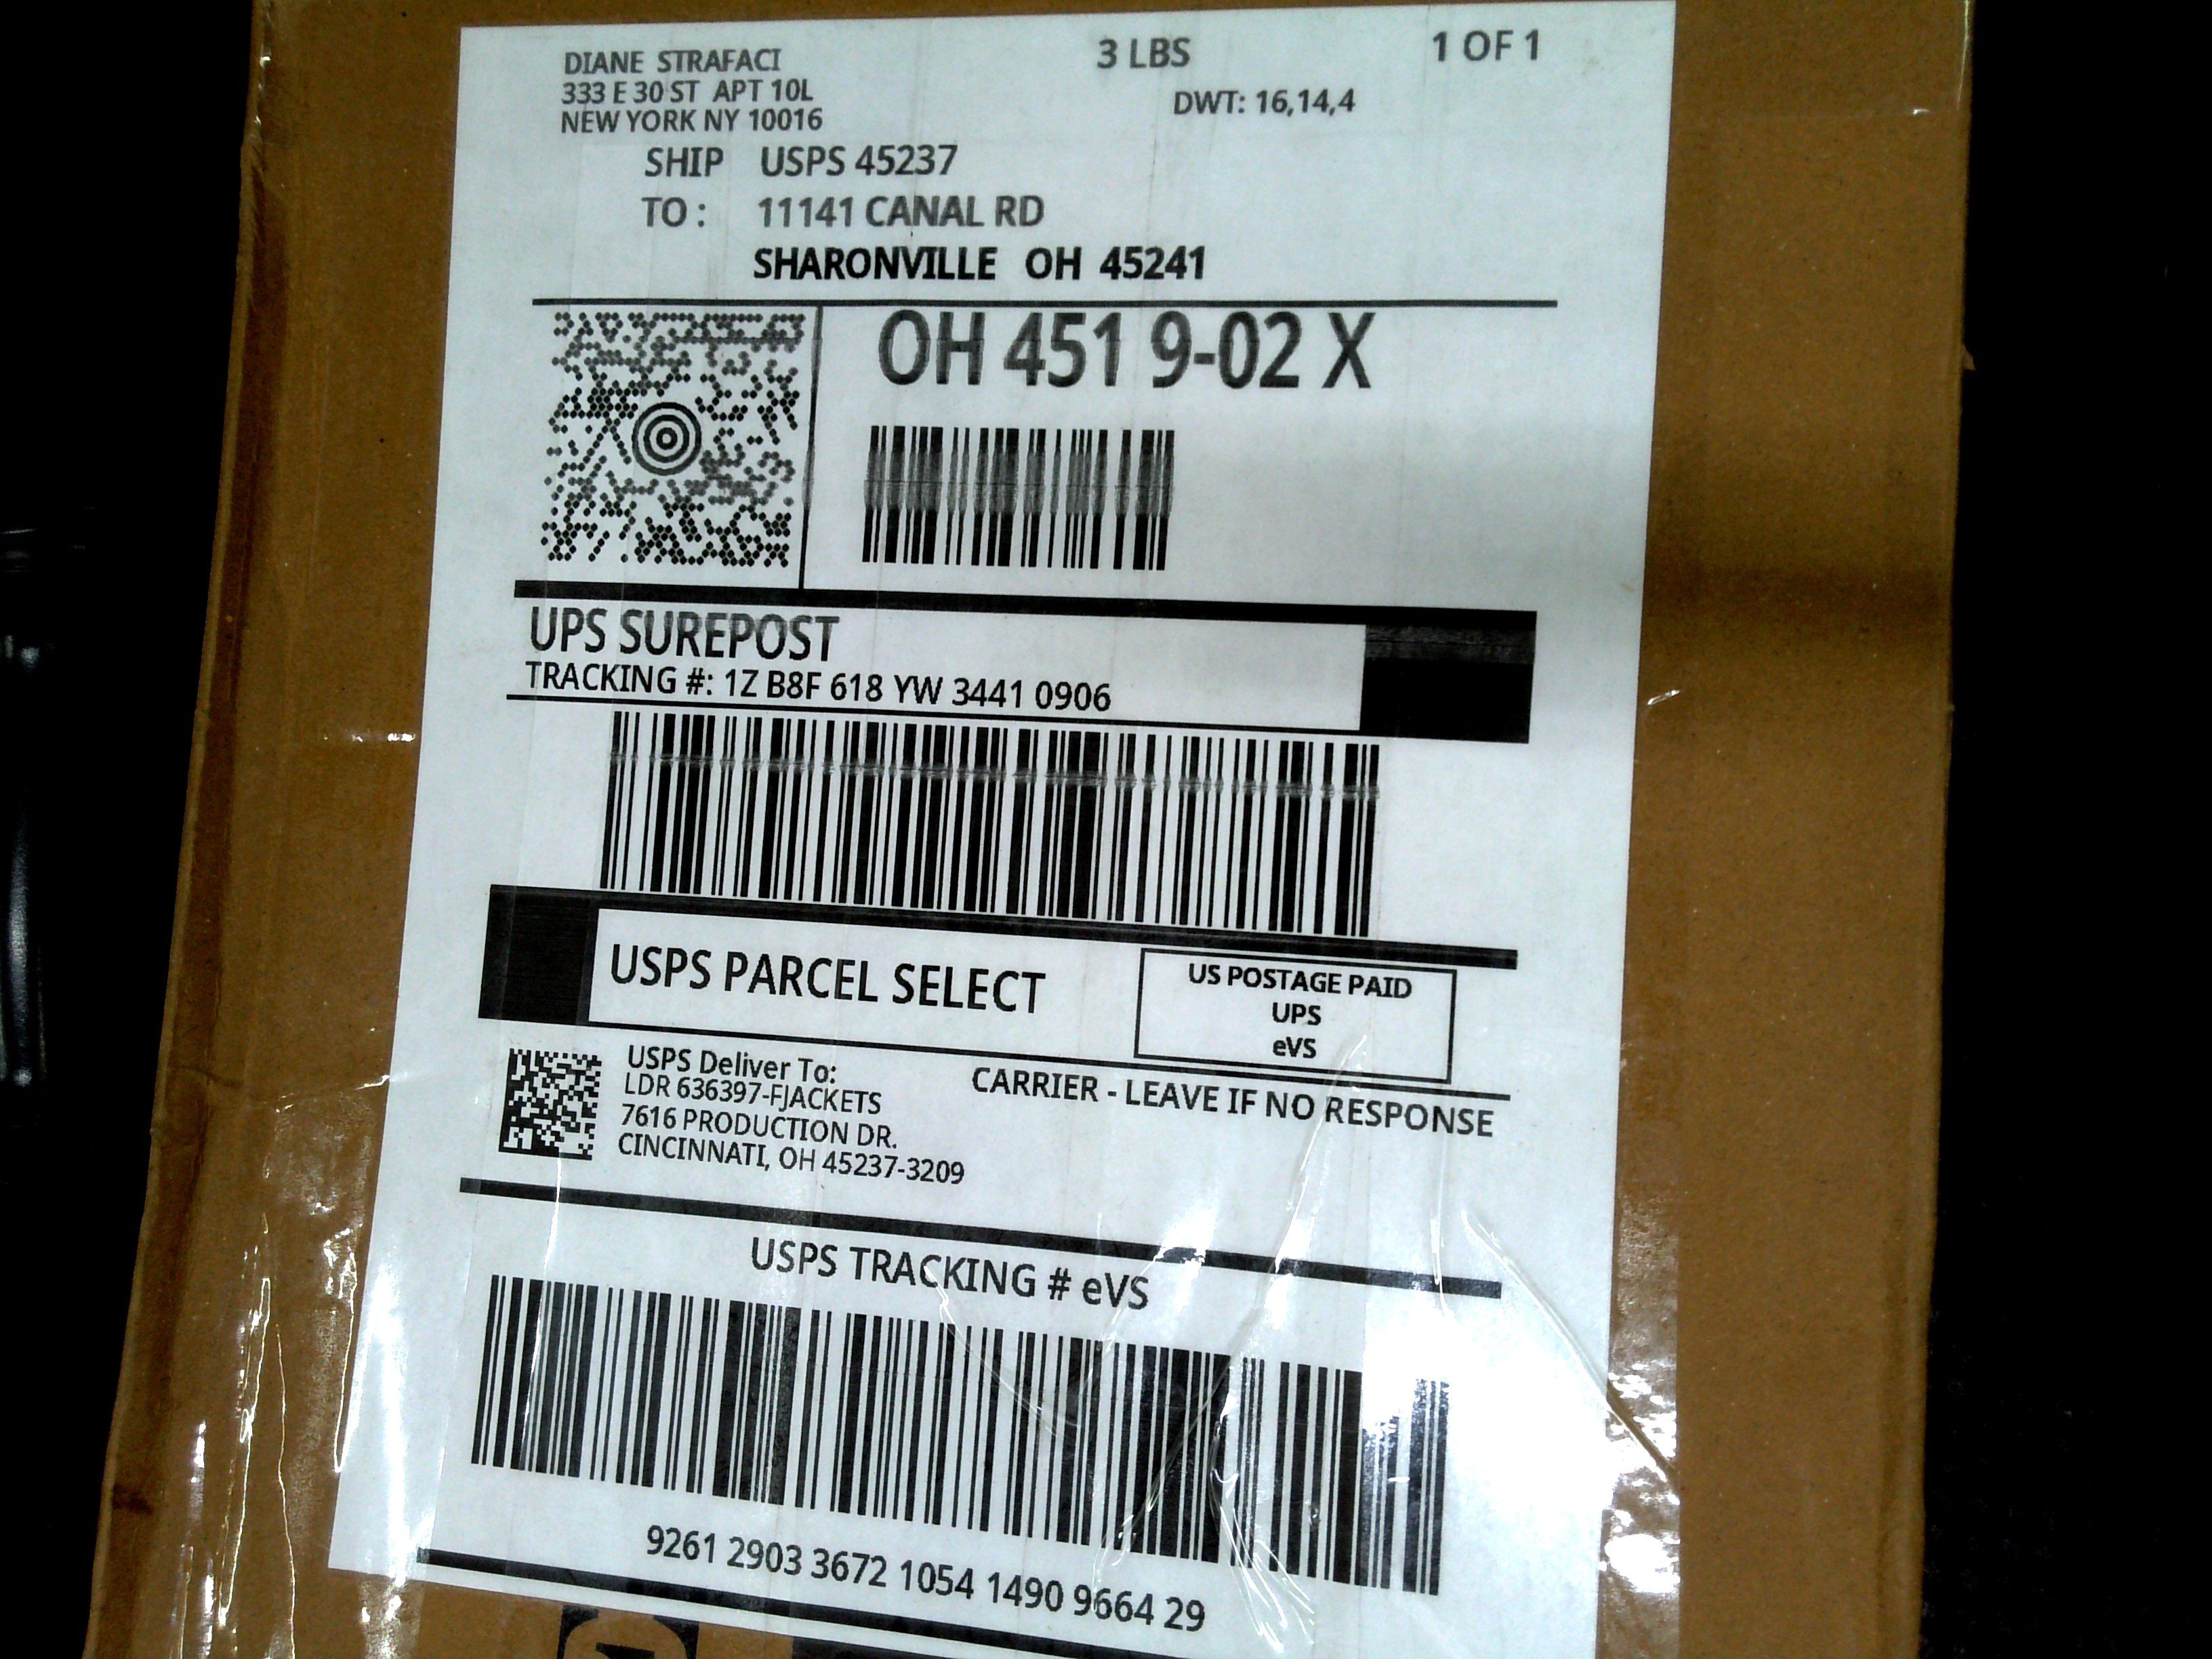 DIANE STRAFACI
333 E 30 ST APT 10L
NEW YORK NY 10016
3 LBS
1 OF 1
DWT: 16,14,4
SHIP USPS 45237
TO : 11141 CANAL RD
SHARONVILLE OH 45241
OH 451 9-02 X
UPS SUREPOST
TRACKING #: 1Z B8F 618 YW 3441 0906
USPS PARCEL SELECT
US POSTAGE PAID
UPS
eVS
USPS Deliver To:
LDR 636397-FJACKETS
7616 PRODUCTION DR.
CINCINNATI, OH 45237-3209
CARRIER - LEAVE IF NO RESPONSE
USPS TRACKING # eVS
9261 2903 3672 1054 1490 9664 29